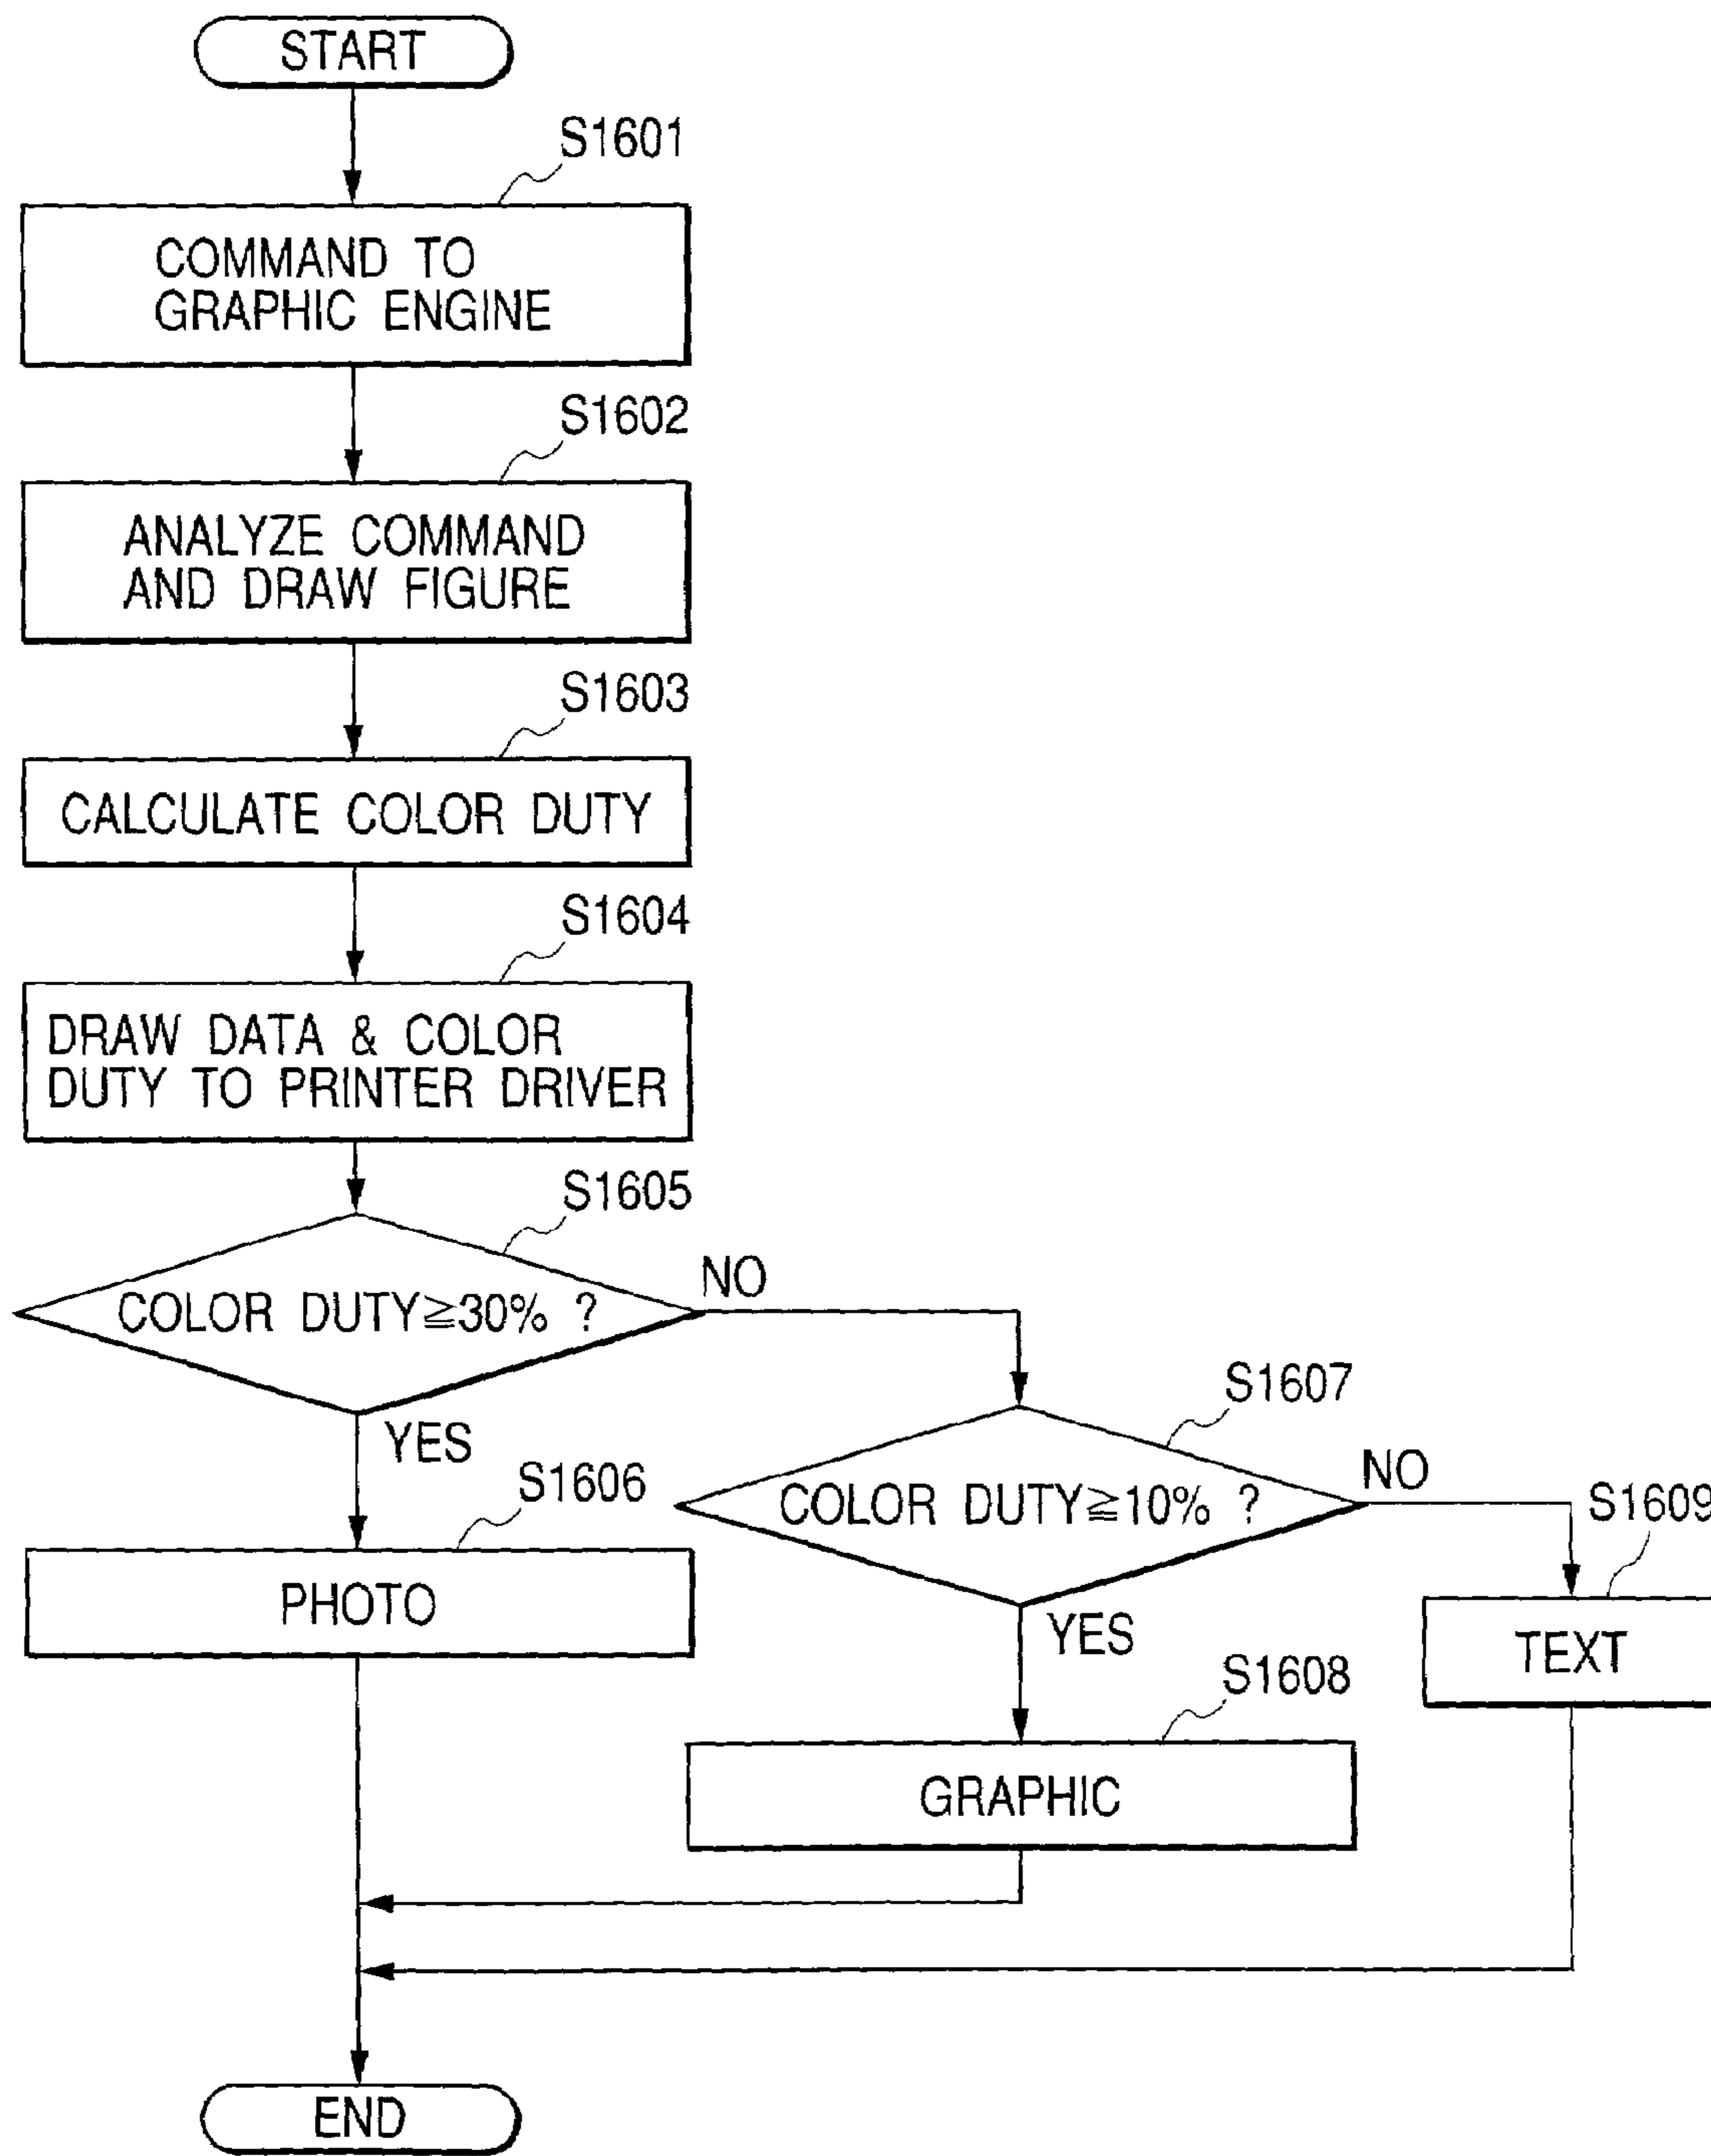 START
S1601
COMMAND TO
GRAPHIC ENGINE
S1602
ANALYZE COMMAND
AND DRAW FIGURE
S1603
CALCULATE COLOR DUTY
S1604
DRAW DATA & COLOR
DUTY TO PRINTER DRIVER
S1605
COLOR DUTY≧30% ?
NO
YES
S1606
PHOTO
S1607
COLOR DUTY≧10% ?
NO
YES
S1609
TEXT
S1608
GRAPHIC
END